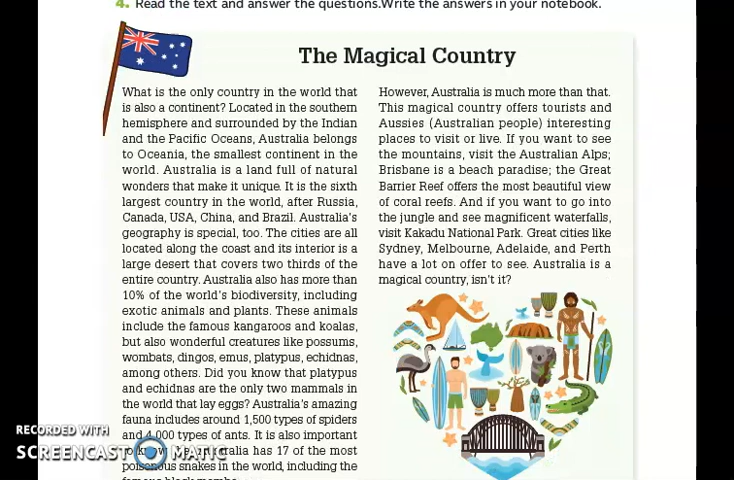 4. Read the text and answer the questions.Write the answers in your notebook.
The Magical Country
What is the only country in the world that
is also a continent? Located in the southern
hemisphere and surrounded by the Indian
and the Pacific Oceans, Australia belongs
to Oceania, the smallest continent in the
world. Australia is a land full of natural
wonders that make it unique. It is the sixth
largest country in the world, after Russia,
Canada, USA, China, and Brazil. Australia's
geography is special, too. The cities are all
located along the coast and its interior is a
large desert that covers two thirds of the
entire country. Australia also has more than
10% of the world's biodiversity, including
exotic animals and plants. These animals
include the famous kangaroos and koalas,
but also wonderful creatures like possums,
wombats, dingos, emus, platypus, echidnas,
among others. Did you know that platypus
and echidnas are the only two mammals in
the world that lay eggs? Australia's amazing
fauna includes around 1,500 types of spiders
and 4,000 types of ants. It is also important
Australia has 17 of the most
poisonous snakes in the world, including the
However, Australia is much more than that.
This magical country offers tourists and
Aussies (Australian people) interesting
places to visit or live. If you want to see
the mountains, visit the Australian Alps;
Brisbane is a beach paradise; the Great
Barrier Reef offers the most beautiful view
of coral reefs. And if you want to go into
the jungle and see magnificent waterfalls,
visit Kakadu National Park. Great cities like
Sydney, Melbourne, Adelaide, and Perth
have a lot on offer to see. Australia is a
magical country, isn't it?
RECORDED WITH
SCREENCAST MATIC